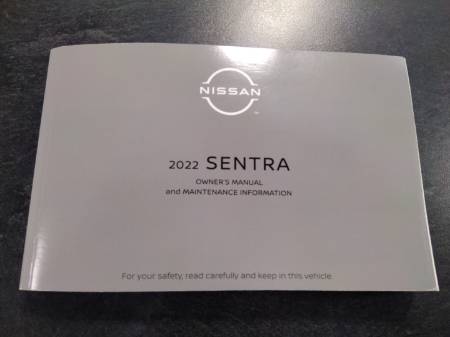 NISSAN
2022 SENTRA
OWNER'S MANUAL
and MAINTENANCE INFORMATION
For your safety, read carefully and keep in this vehicle.